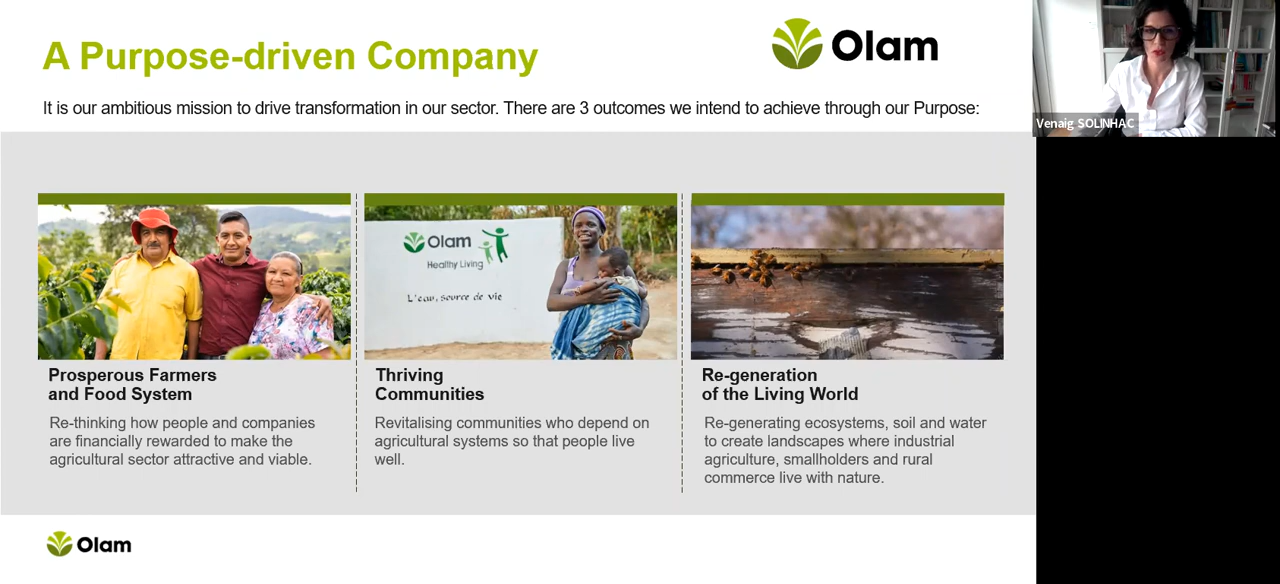 A Purpose-driven Company
Olam
It is our ambitious mission to drive transformation in our sector. There are 3 outcomes we intend to achieve through our Purpose:
Venaig SOLINHAC
Olam
Healthy Living
L'eau, source de vie
Prosperous Farmers
and Food System
Re-thinking how people and companies
are financially rewarded to make the
agricultural sector attractive and viable.
Thriving
Communities
Revitalising communities who depend on
agricultural systems so that people live
well.
Re-generation
of the Living World
Re-generating ecosystems, soil and water
to create landscapes where industrial
agriculture, smallholders and rural
commerce live with nature.
Olam